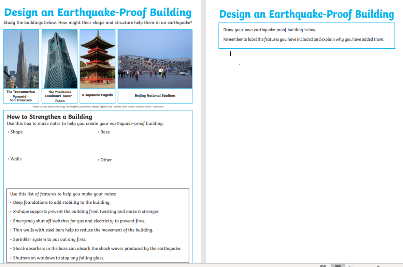 Design an Earthquake-Proof Building
Study the buildings below. How might their shape and structure help them in an earthquake?
The Transamerica
Pyramid
San Francisco
The Yokohama
Landmark Tower
Japan
A Japanese Pagoda
Beijing National Stadium
How to Strengthen a Building
Use this box to make notes to help you create your earthquake-proof building.
• Shape
• Base
• Walls
• Other
Use this list of features to help you make your notes:
• Deep foundations to add stability to the building.
• X-shape supports prevent the building from twisting and make it stronger.
• Emergency shut off switches for gas and electricity to prevent fires.
• Thin walls with steel bars help to reduce the movement of the building.
• Sprinkler system to put out any fires.
• Shock absorbers in the base can absorb the shock waves produced by the earthquake.
• Shutters on windows to stop any falling glass.
Design an Earthquake-Proof Building
Draw your own earthquake-proof building below.
Remember to label the features you have included and explain why you have added them.